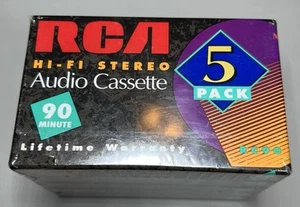 RCA
HI-FI STEREO
Audio Cassette
5
PACK
90
MINUTE
Lifetime Warranty